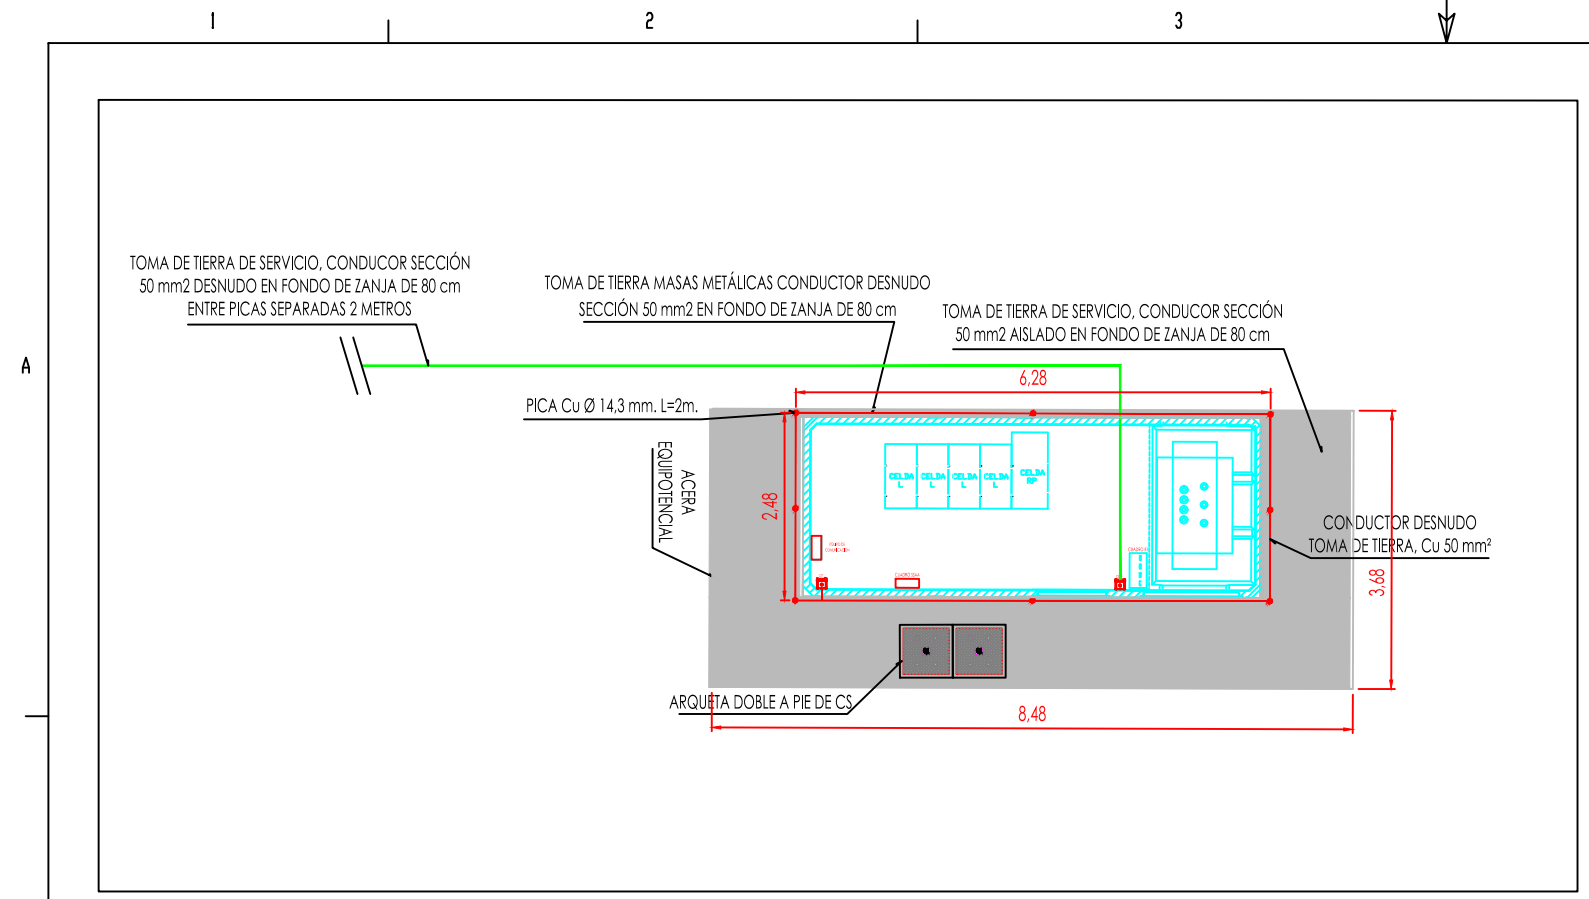 1
2
3
A
TOMA DE TIERRA DE SERVICIO, CONDUCOR SECCIÓN
50 mm2 DESNUDO EN FONDO DE ZANJA DE 80 cm
ENTRE PICAS SEPARADAS 2 METROS
TOMA DE TIERRA MASAS METÁLICAS CONDUCTOR DESNUDO
SECCIÓN 50 mm2 EN FONDO DE ZANJA DE 80 cm
TOMA DE TIERRA DE SERVICIO, CONDUCOR SECCIÓN
50 mm2 AISLADO EN FONDO DE ZANJA DE 80 cm
6,28
PICA Cu Ø 14,3 mm. L=2m.
ACERA
EQUIPOTENCIAL
2,48
CELDA
L
CELDA
L
CELDA
L
CELDA
L
CELDA
RP
CUADRO SSAA
CONDUCTOR DESNUDO
TOMA DE TIERRA, Cu 50 mm²
3,68
ARQUETA DOBLE A PIE DE CS
8,48